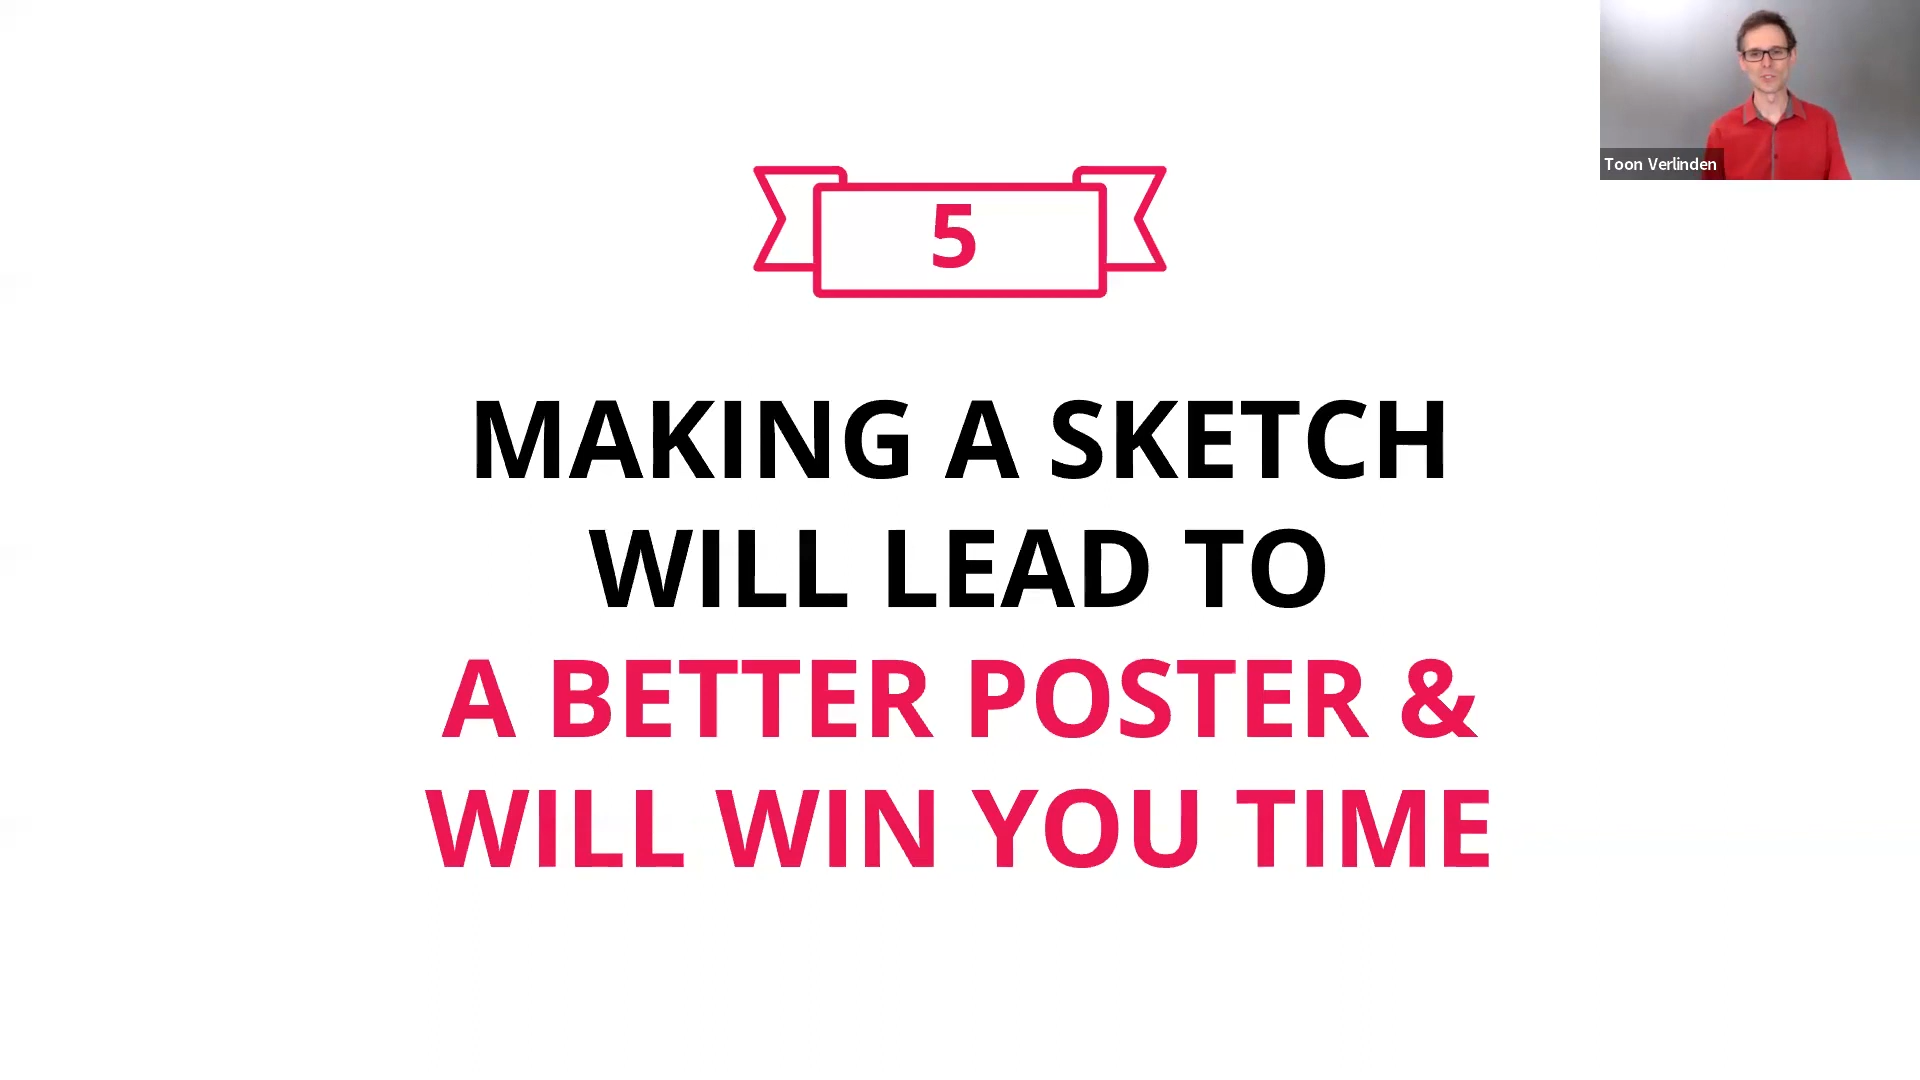 Toon Verlinden
5
MAKING A SKETCH
WILL LEAD TO
A BETTER POSTER &
WILL WIN YOU TIME